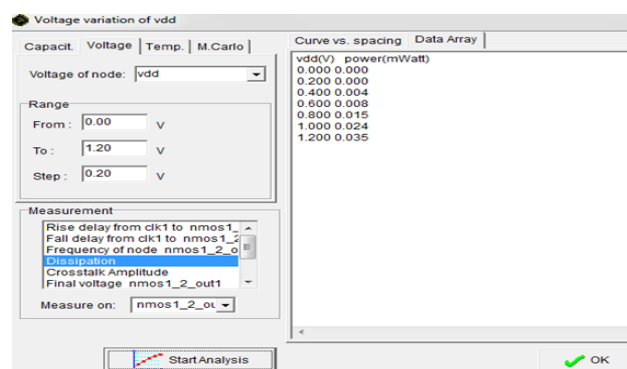 Voltage variation of vdd
Capacit. Voltage Temp. M.Carlo
Voltage of node: vdd
Range
From : 0.00 V
To : 1.20 V
Step : 0.20 V
Measurement
Rise delay from clk1 to nmos1_
Fall delay from clk1 to nmos1_2
Frequency of node nmos1_2_o
Dissipation
Crosstalk Amplitude
Final voltage nmos1_2_out1
Measure on: nmos1_2_ou
Start Analysis
Curve vs. spacing Data Array
vdd(V) power(mWatt)
0.000 0.000
0.200 0.000
0.400 0.004
0.600 0.008
0.800 0.015
1.000 0.024
1.200 0.035
OK